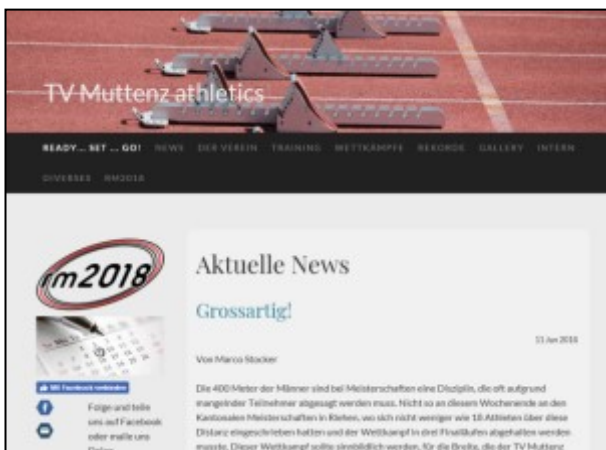 TV Muttenz athletics
READY... SET ... GO! NEWS DER VEREIN TRAINING WETTKÄMPFE REKORDE GALLERY INTERN
DIVERSES RM2018
rm2018
Aktuelle News
Grossartig!
11 Jun 2018
Von Marco Stocker
Mit Facebook verbinden
Folge und teile
uns auf Facebook
oder maile uns
Die 400 Meter der Männer sind bei Meisterschaften eine Disziplin, die oft aufgrund
mangelnder Teilnehmer abgesagt werden muss. Nicht so an diesem Wochenende an den
Kantonalen Meisterschaften in Riehen, wo sich nicht weniger wie 18 Athleten über diese
Distanz eingeschrieben hatten und der Wettkampf in drei Finalläufen abgehalten werden
musste. Dieser Wettkampf sollte sinnbildlich werden, für die Breite, die der TV Muttenz